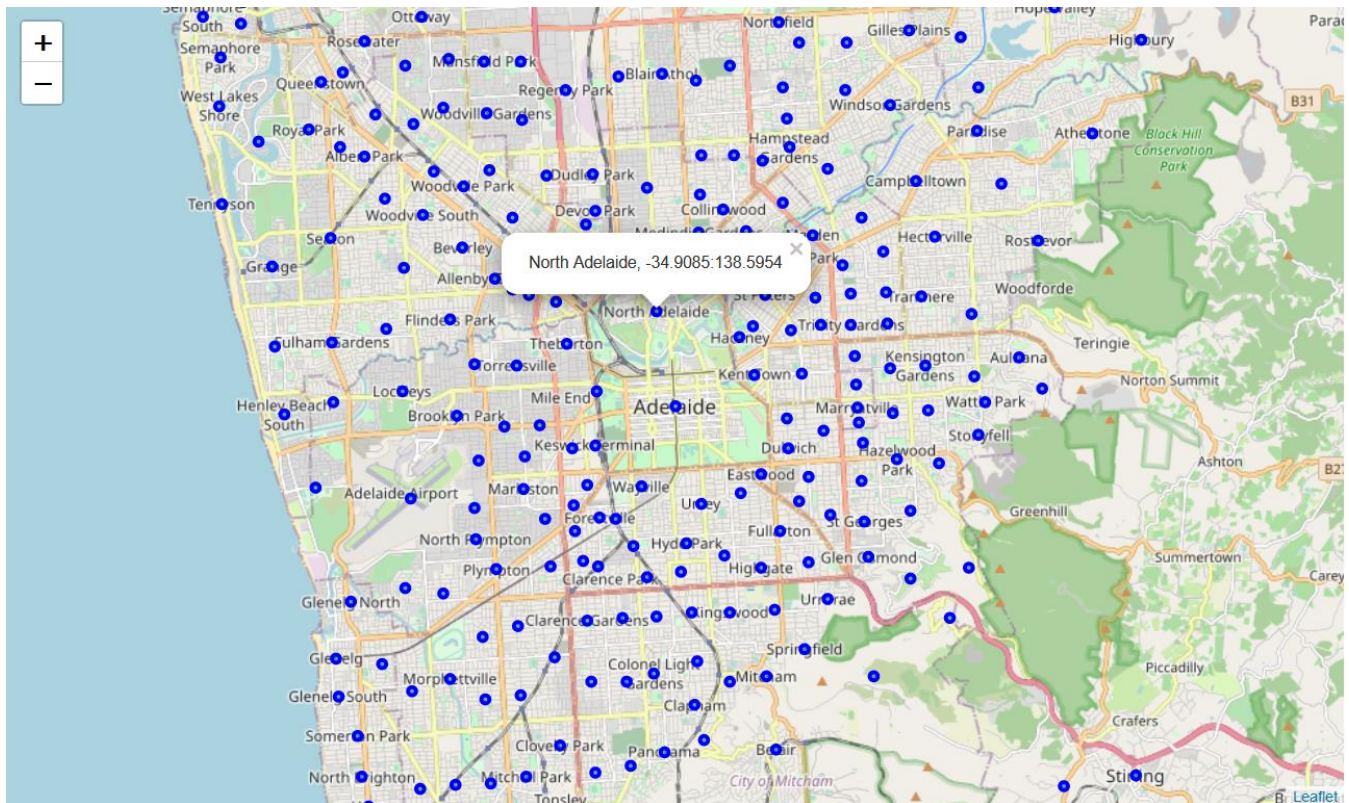 Semaphore
South
Ottoway
Northfield
Hope Valley
Gilles Plains
+
Rosewater
Highbury
Semaphore
Park
Mansfield Park
Blair Athol
−
Queenstown
Regency Park
West Lakes
Shore
Woodville Gardens
Windsor Gardens
B31
Royal Park
Hampstead
Gardens
Paradise
Athelstone
Black Hill
Conservation
Park
Albert Park
Woodville Park
Dudley Park
Campbelltown
Tennyson
Woodville South
Devon Park
Collinswood
Seaton
Beverley
Medindie Gardens
Marden
Hectorville
Rostrevor
Park
North Adelaide, -34.9085:138.5954
×
Grange
Allenby
St Peters
Tranmere
Woodforde
North Adelaide
Flinders Park
Trinity Gardens
Fulham Gardens
Thebarton
Hackney
Teringie
Torrensville
Kensington
Gardens
Auldana
Kent Town
Lockleys
Norton Summit
Henley Beach
South
Mile End
Adelaide
Marryatville
Wattle Park
Brooklyn Park
Keswick Terminal
Dulwich
Hazelwood
Park
Stonyfell
Ashton
Adelaide Airport
Marleston
Wayville
Eastwood
B27
Unley
Greenhill
Forestville
Fullarton
St Georges
North Plympton
Hyde Park
Glen Osmond
Summertown
Plympton
Clarence Park
Highgate
Carey
Glenelg North
Urrbrae
Clarence Gardens
Kingswood
Glenelg
Springfield
Colonel Light
Gardens
Piccadilly
Morphettville
Mitcham
Glenelg South
Clapham
Crafers
Somerton Park
Clovelly Park
Panorama
Belair
North Brighton
Mitchell Park
City of Mitcham
Stirling
Tonsley
Leaflet